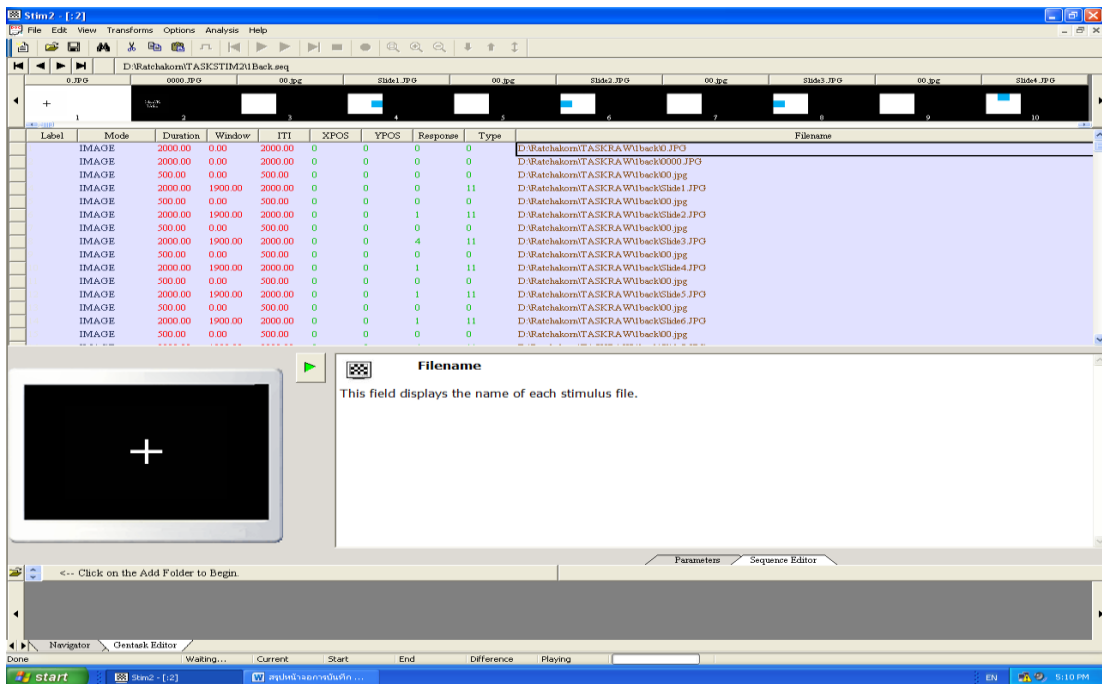 Stim2 - [:2]
File Edit View Transforms Options Analysis Help
D:\Ratchakorn\TASKSTIM2\1Back.seq
0.JPG 0000.JPG 00.jpg Slide1.JPG 00.jpg Slide2.JPG 00.jpg Slide3.JPG 00.jpg Slide4.JPG
1 2 3 4 5 6 7 8 9 10
Label Mode Duration Window ITI XPOS YPOS Response Type Filename
IMAGE 2000.00 0.00 2000.00 0 0 0 0 D:\Ratchakorn\TASKRAW\1back\0.JPG
IMAGE 2000.00 0.00 2000.00 0 0 0 0 D:\Ratchakorn\TASKRAW\1back\0000.JPG
IMAGE 500.00 0.00 500.00 0 0 0 0 D:\Ratchakorn\TASKRAW\1back\00.jpg
IMAGE 2000.00 1900.00 2000.00 0 0 0 11 D:\Ratchakorn\TASKRAW\1back\Slide1.JPG
IMAGE 500.00 0.00 500.00 0 0 0 0 D:\Ratchakorn\TASKRAW\1back\00.jpg
IMAGE 2000.00 1900.00 2000.00 0 0 1 11 D:\Ratchakorn\TASKRAW\1back\Slide2.JPG
IMAGE 500.00 0.00 500.00 0 0 0 0 D:\Ratchakorn\TASKRAW\1back\00.jpg
IMAGE 2000.00 1900.00 2000.00 0 0 4 11 D:\Ratchakorn\TASKRAW\1back\Slide3.JPG
IMAGE 500.00 0.00 500.00 0 0 0 0 D:\Ratchakorn\TASKRAW\1back\00.jpg
IMAGE 2000.00 1900.00 2000.00 0 0 1 11 D:\Ratchakorn\TASKRAW\1back\Slide4.JPG
IMAGE 500.00 0.00 500.00 0 0 0 0 D:\Ratchakorn\TASKRAW\1back\00.jpg
IMAGE 2000.00 1900.00 2000.00 0 0 1 11 D:\Ratchakorn\TASKRAW\1back\Slide5.JPG
IMAGE 500.00 0.00 500.00 0 0 0 0 D:\Ratchakorn\TASKRAW\1back\00.jpg
IMAGE 2000.00 1900.00 2000.00 0 0 1 11 D:\Ratchakorn\TASKRAW\1back\Slide6.JPG
IMAGE 500.00 0.00 500.00 0 0 0 0 D:\Ratchakorn\TASKRAW\1back\00.jpg
Filename
This field displays the name of each stimulus file.
Parameters Sequence Editor
<-- Click on the Add Folder to Begin.
Navigator Gentask Editor
Done Waiting... Current Start End Difference Playing
start Stim2 - [:2] สรุปหน้าจอการบันทึก ... EN 5:10 PM